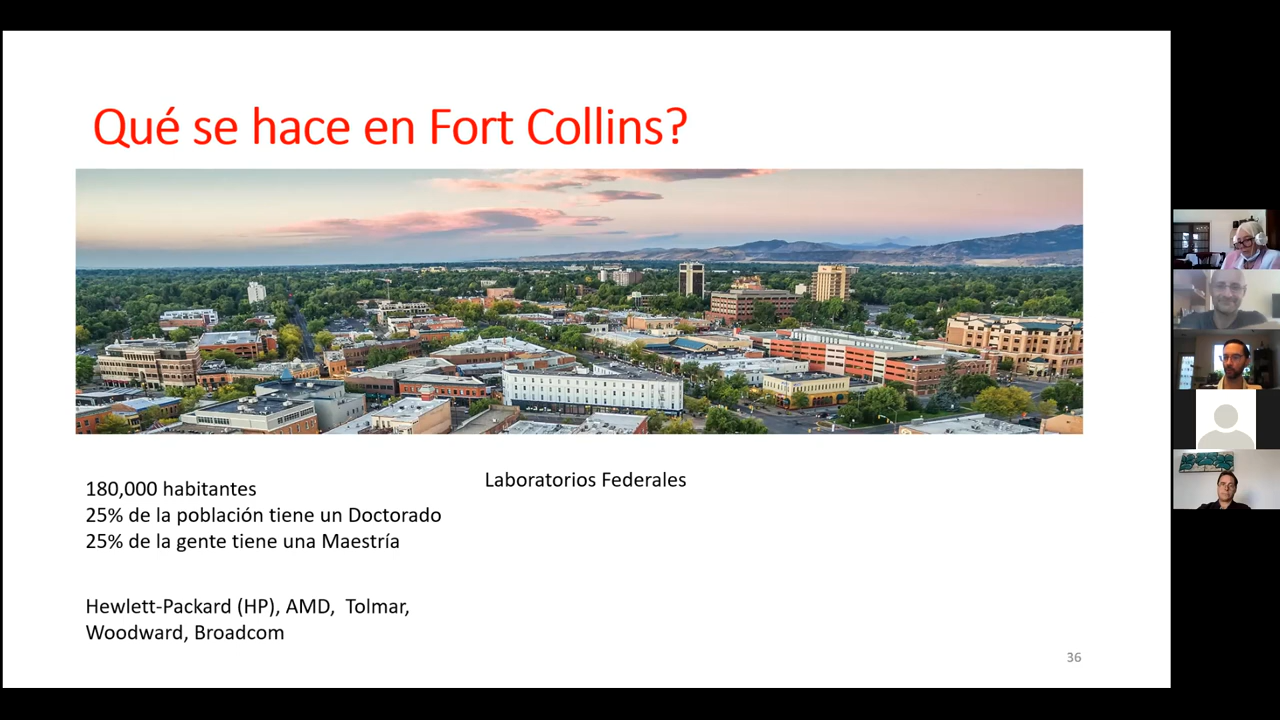 Qué se hace en Fort Collins?
180,000 habitantes
25% de la población tiene un Doctorado
25% de la gente tiene una Maestría
Laboratorios Federales
Hewlett-Packard (HP), AMD, Tolmar,
Woodward, Broadcom
36